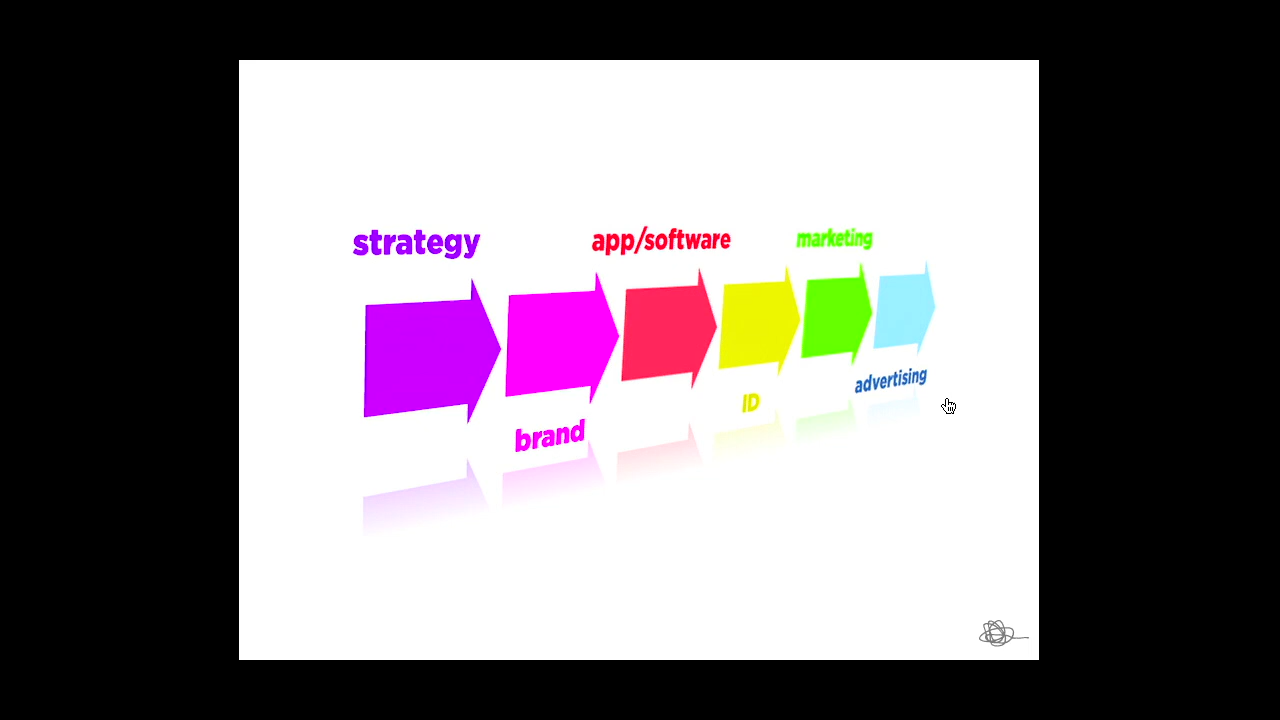 strategy
brand
app/software
ID
marketing
advertising